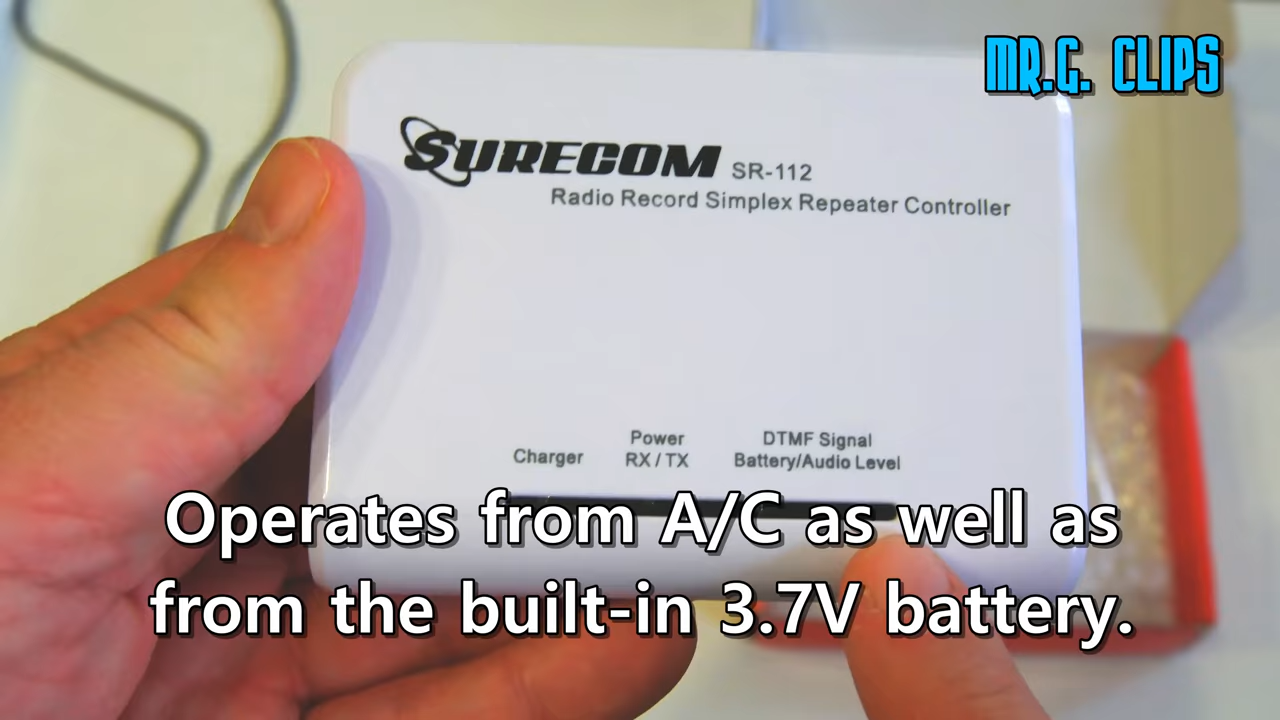 MR.G. CLIPS
SURECOM SR-112
Radio Record Simplex Repeater Controller
Charger
Power
RX / TX
DTMF Signal
Battery/Audio Level
Operates from A/C as well as
from the built-in 3.7V battery.